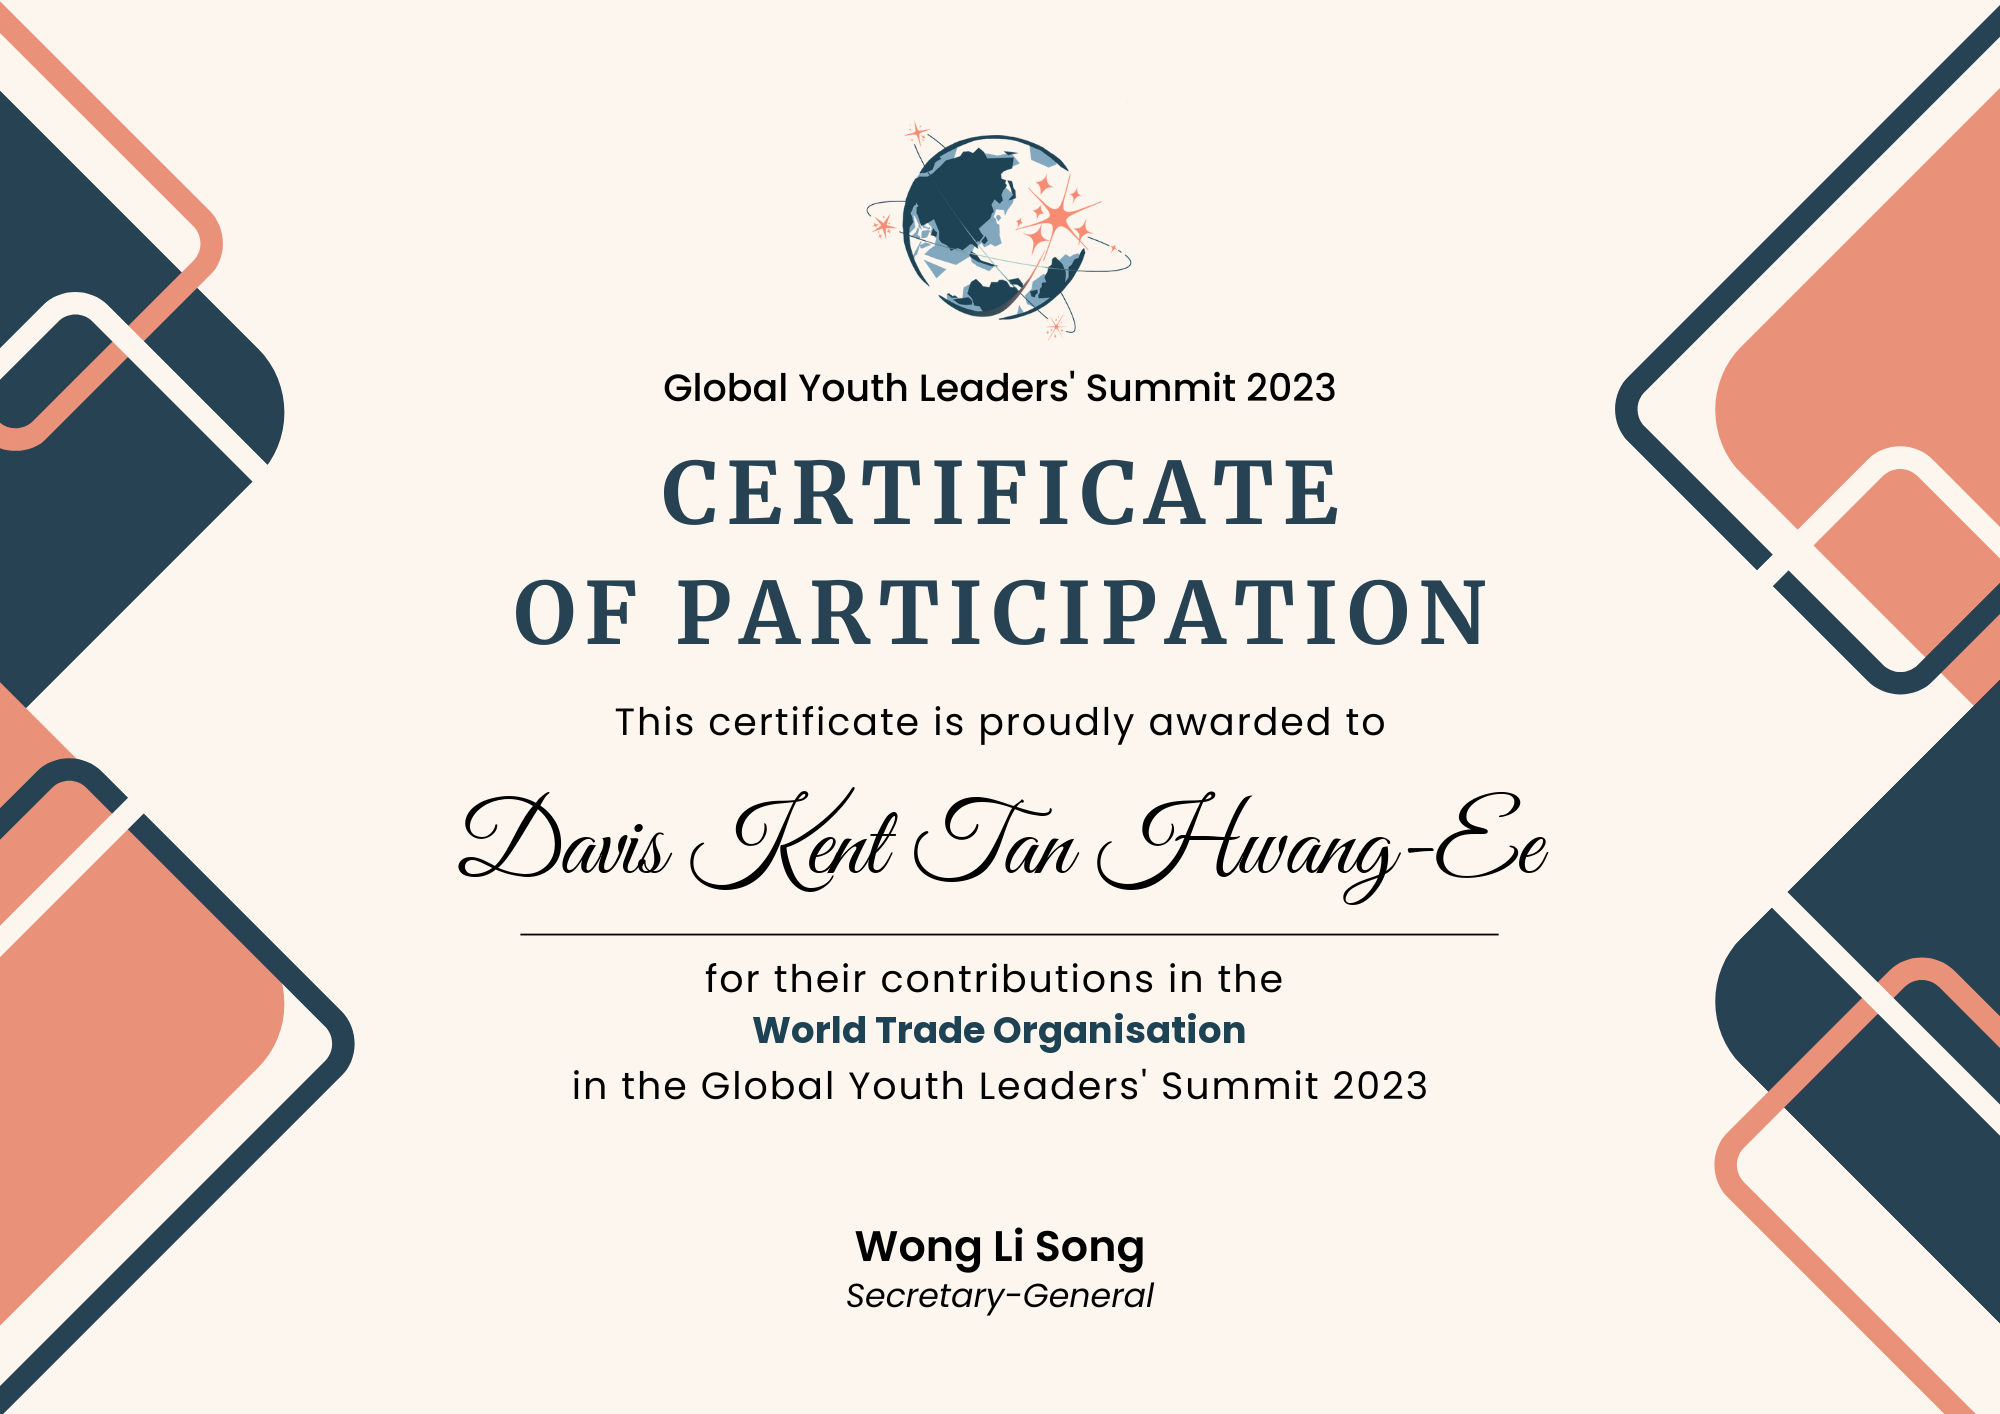 Global Youth Leaders' Summit 2023
CERTIFICATE
OF PARTICIPATION
This certificate is proudly awarded to
Davis Kent Tan Hwang-Ee
for their contributions in the
World Trade Organisation
in the Global Youth Leaders' Summit 2023
Wong Li Song
Secretary-General